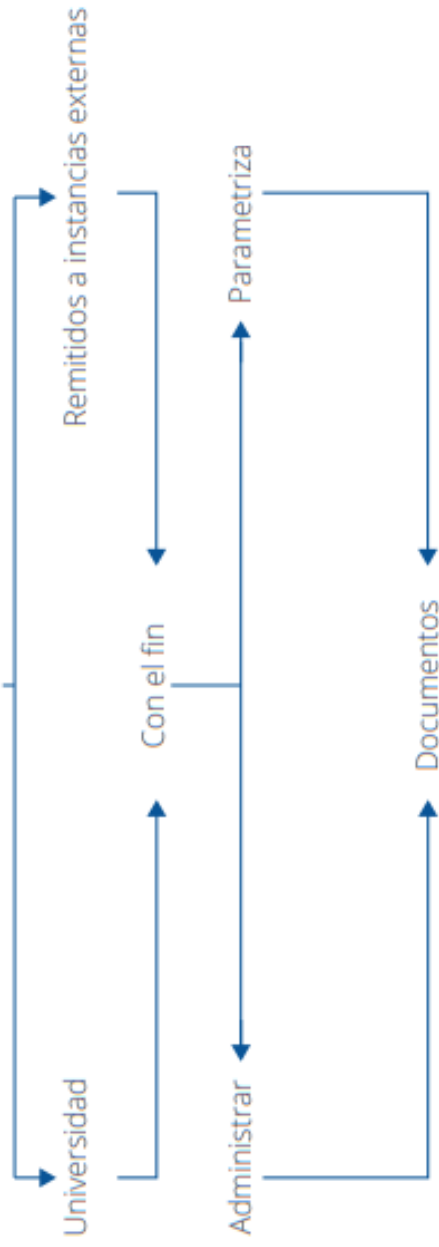 Universidad
Remitidos a instancias externas
Con el fin
Administrar
Parametriza
Documentos